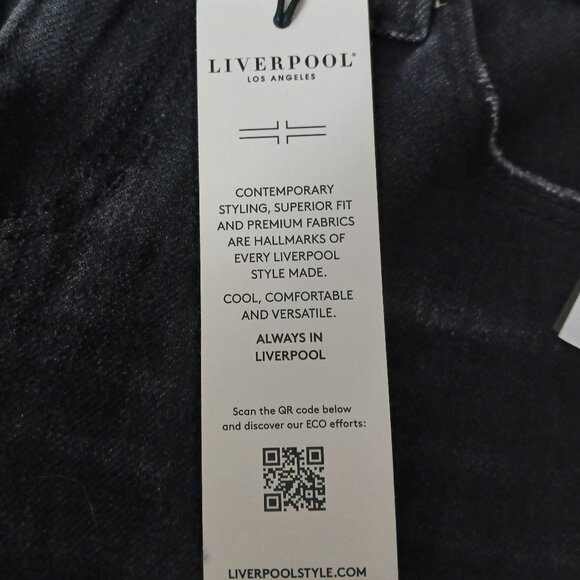 LIVERPOOL®
LOS ANGELES
CONTEMPORARY
STYLING, SUPERIOR FIT
AND PREMIUM FABRICS
ARE HALLMARKS OF
EVERY LIVERPOOL
STYLE MADE.
COOL, COMFORTABLE
AND VERSATILE.
ALWAYS IN
LIVERPOOL
Scan the QR code below
and discover our ECO efforts:
LIVERPOOLSTYLE.COM